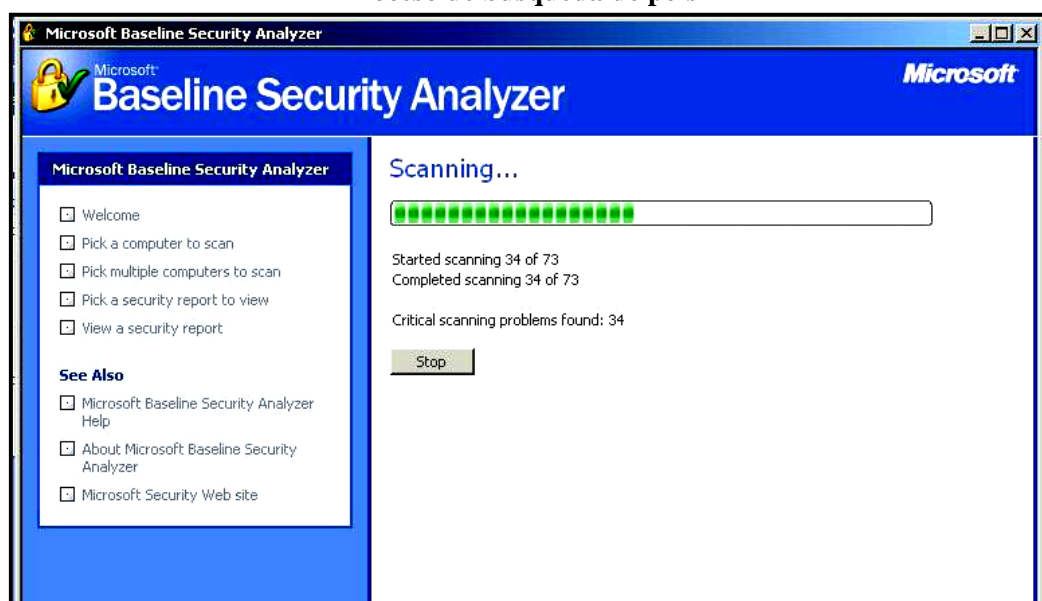 de búsqueda de
Microsoft Baseline Security Analyzer
Microsoft
Baseline Security Analyzer
Microsoft
Microsoft Baseline Security Analyzer
Welcome
Pick a computer to scan
Pick multiple computers to scan
Pick a security report to view
View a security report
See Also
Microsoft Baseline Security Analyzer
Help
About Microsoft Baseline Security
Analyzer
Microsoft Security Web site
Scanning...
Started scanning 34 of 73
Completed scanning 34 of 73
Critical scanning problems found: 34
Stop